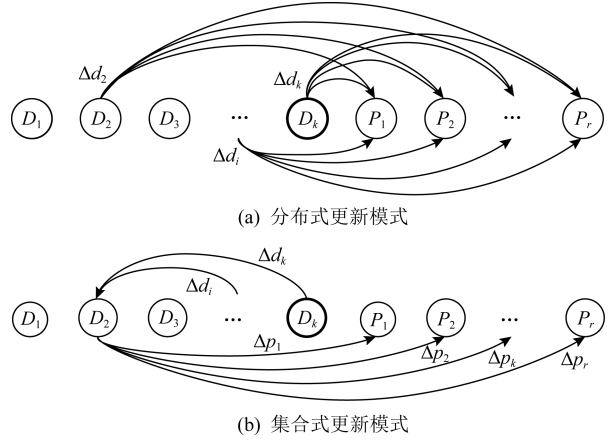 Δd₂
Δdₖ
D₁ D₂ D₃ ··· Dₖ P₁ P₂ ··· Pᵣ
Δdᵢ
(a) 分布式更新模式
Δdₖ
Δdᵢ
D₁ D₂ D₃ ··· Dₖ P₁ P₂ ··· Pᵣ
Δp₁ Δp₂ Δpₖ Δpᵣ
(b) 集合式更新模式